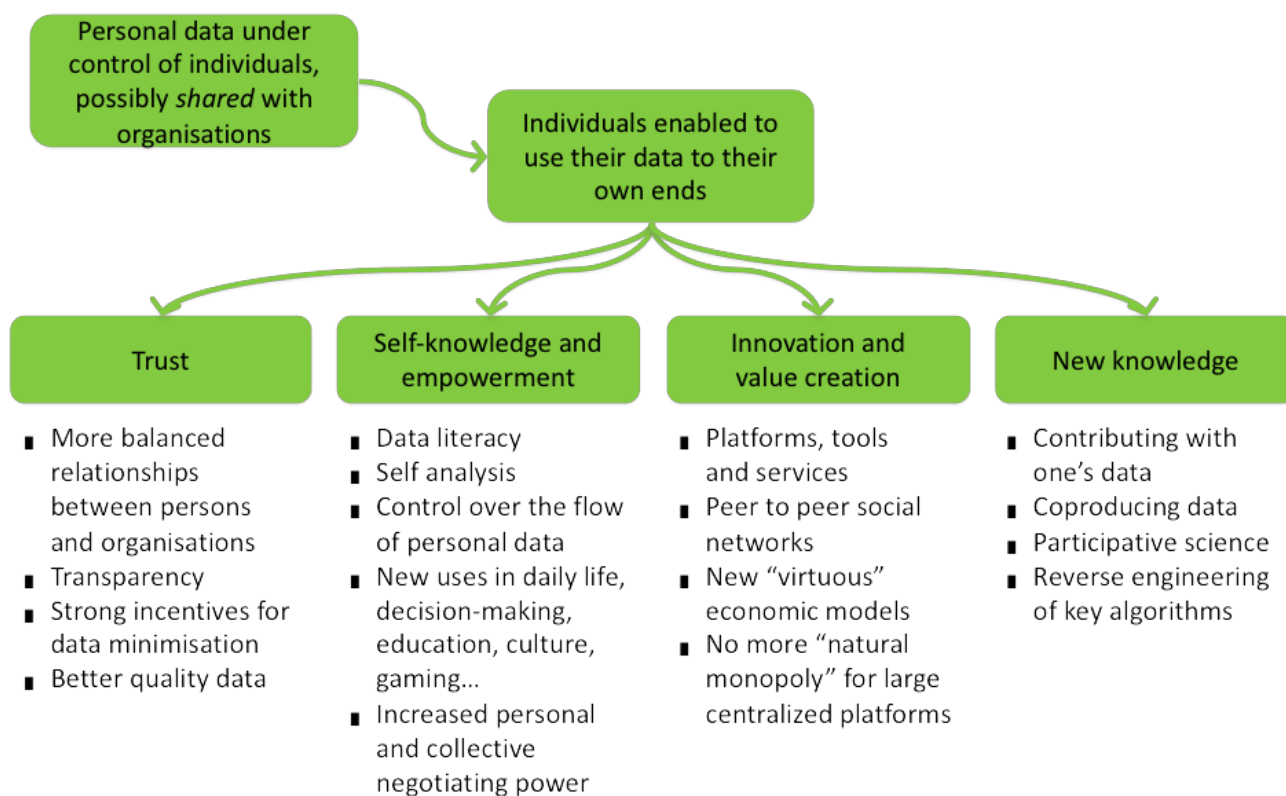 Personal data under
control of individuals,
possibly shared with
organisations
Individuals enabled to
use their data to their
own ends
Trust
■ More balanced
relationships
between persons
and organisations
■ Transparency
■ Strong incentives for
data minimisation
■ Better quality data
Self-knowledge and
empowerment
■ Data literacy
■ Self analysis
■ Control over the flow
of personal data
■ New uses in daily life,
decision-making,
education, culture,
gaming…
■ Increased personal
and collective
negotiating power
Innovation and
value creation
■ Platforms, tools
and services
■ Peer to peer social
networks
■ New “virtuous”
economic models
■ No more “natural
monopoly” for large
centralized platforms
New knowledge
■ Contributing with
one’s data
■ Coproducing data
■ Participative science
■ Reverse engineering
of key algorithms